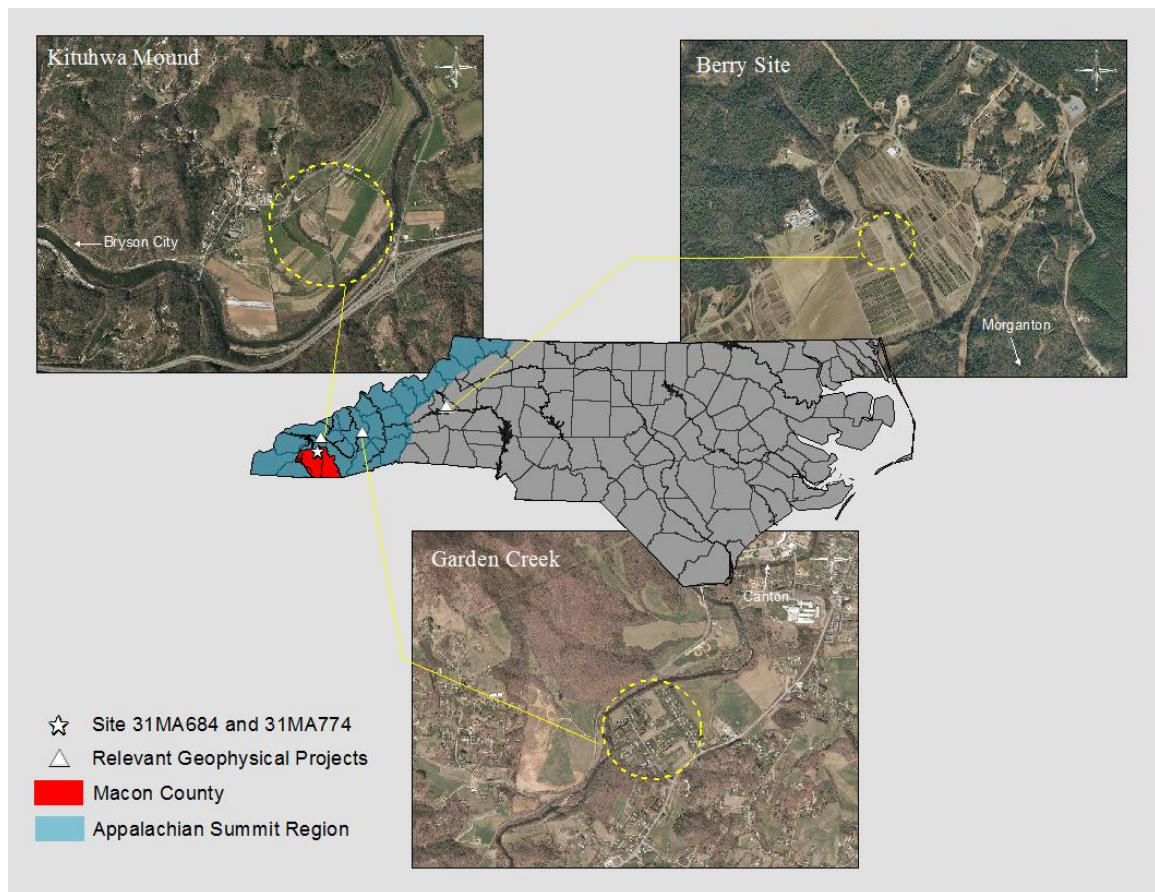 Kituhwa Mound
Bryson City
Berry Site
Morganton
Garden Creek
Canton
Site 31MA684 and 31MA774
Relevant Geophysical Projects
Macon County
Appalachian Summit Region